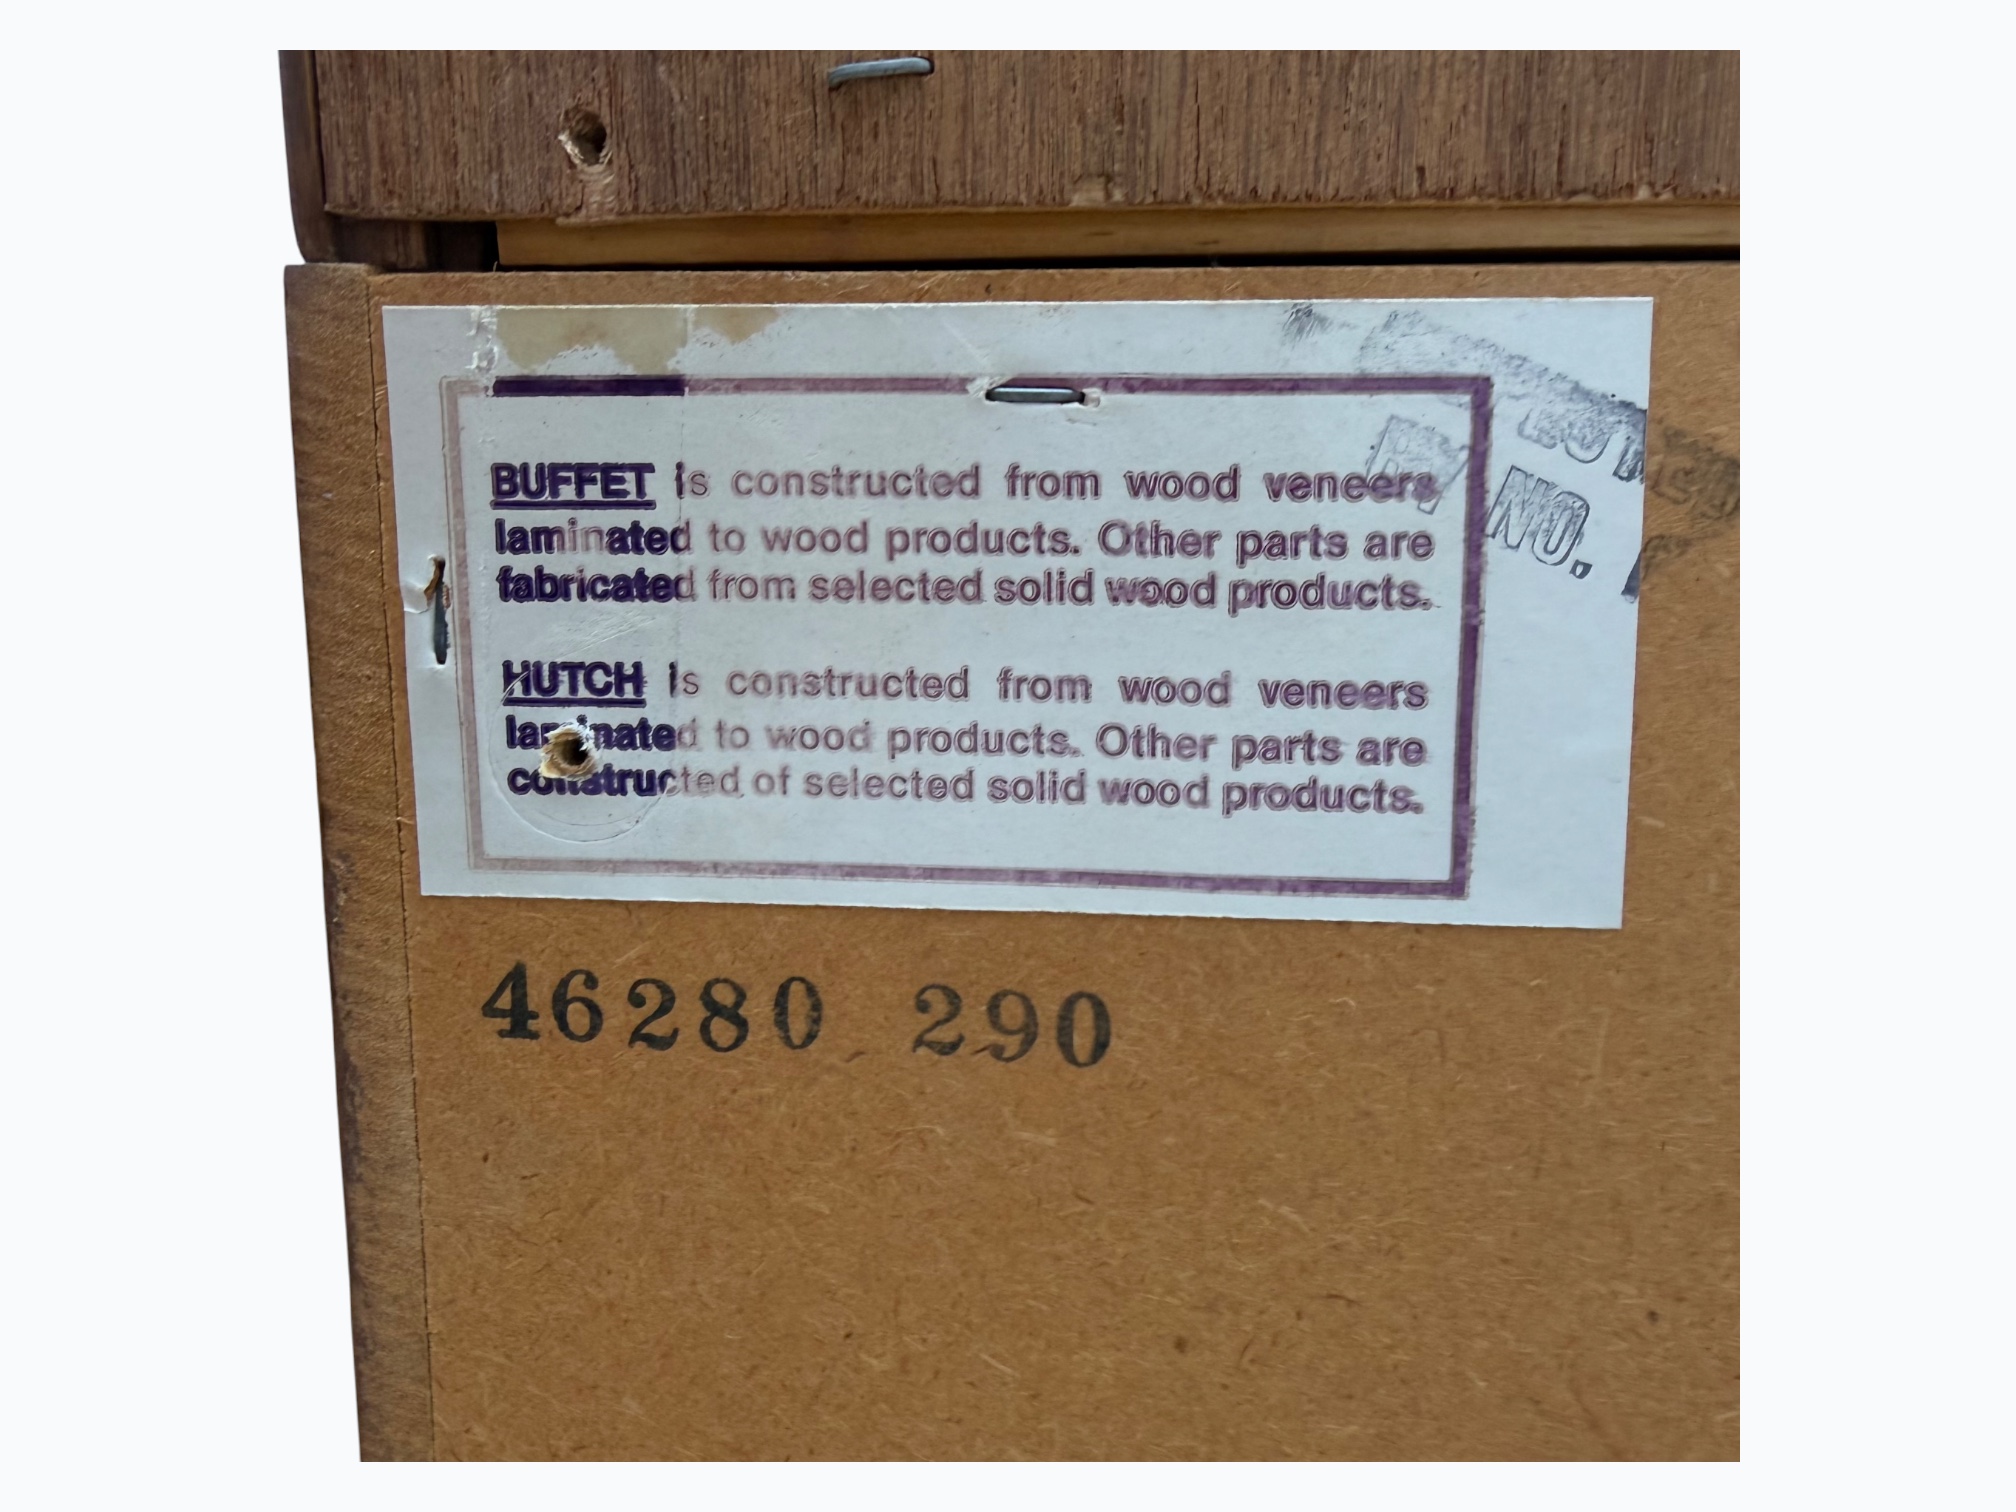 BUFFET is constructed from wood veneers
laminated to wood products. Other parts are
fabricated from selected solid wood products.
HUTCH is constructed from wood veneers
laminated to wood products. Other parts are
constructed of selected solid wood products.
NO.
46280 290